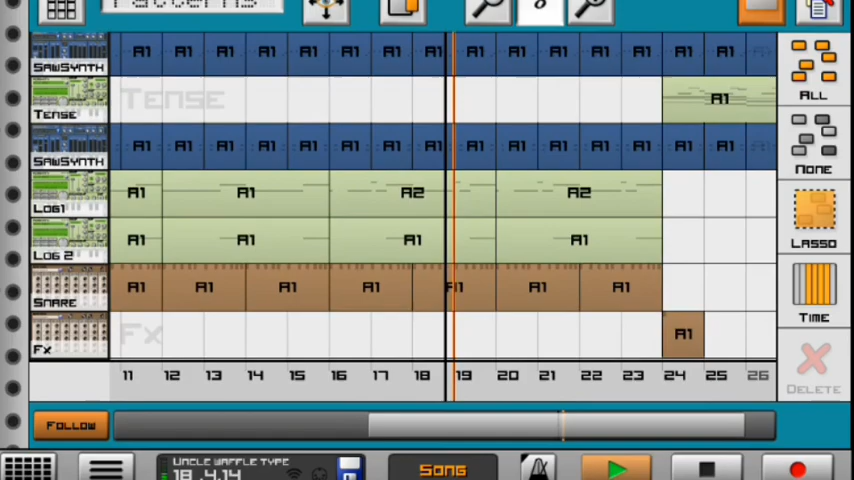 Patterns
SAWSYNTH A1 A1 A1 A1 A1 A1 A1 A1 A1 A1 A1 A1 A1 A1 A1
ALL
TENSE Tense A1
SAWSYNTH A1 A1 A1 A1 A1 A1 A1 A1 A1 A1 A1 A1 A1 A1 A1
NONE
LOG1 A1 A1 A2 A2
LASSO
LOG 2 A1 A1 A1 A1
SNARE A1 A1 A1 A1 A1 A1 A1
TIME
Fx Fx A1
11 12 13 14 15 16 17 18 19 20 21 22 23 24 25 26
DELETE
FOLLOW
UNCLE WAFFLE TYPE
18.4.14
SONG